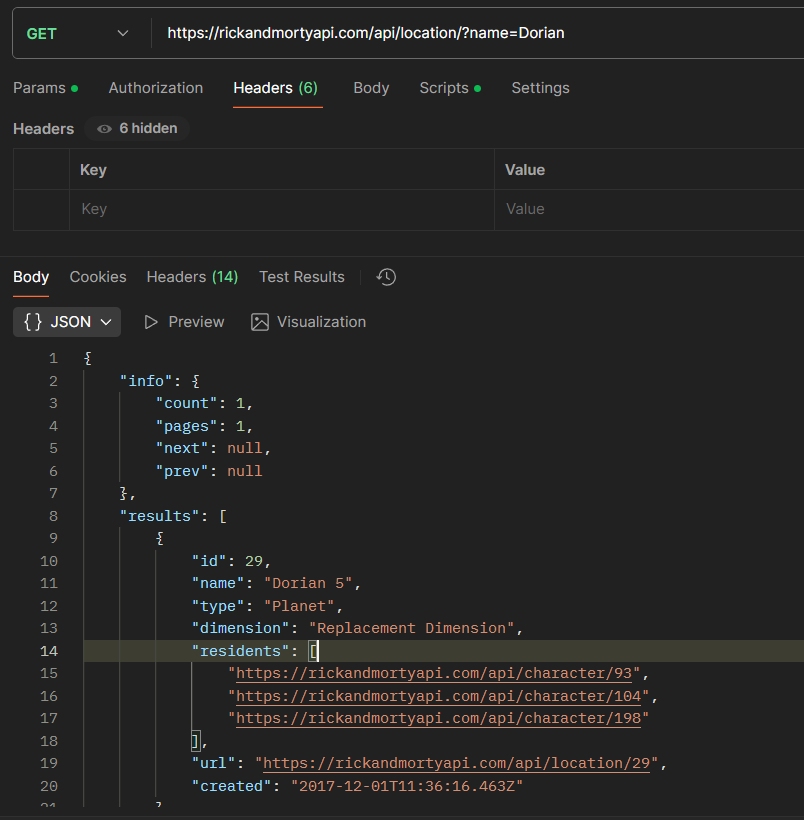 GET https://rickandmortyapi.com/api/location/?name=Dorian
Params Authorization Headers (6) Body Scripts Settings
Headers 6 hidden
Key Value
Key Value
Body Cookies Headers (14) Test Results
{} JSON Preview Visualization
1 {
2 "info": {
3 "count": 1,
4 "pages": 1,
5 "next": null,
6 "prev": null
7 },
8 "results": [
9 {
10 "id": 29,
11 "name": "Dorian 5",
12 "type": "Planet",
13 "dimension": "Replacement Dimension",
14 "residents": [
15 "https://rickandmortyapi.com/api/character/93",
16 "https://rickandmortyapi.com/api/character/104",
17 "https://rickandmortyapi.com/api/character/198"
18 ],
19 "url": "https://rickandmortyapi.com/api/location/29",
20 "created": "2017-12-01T11:36:16.463Z"